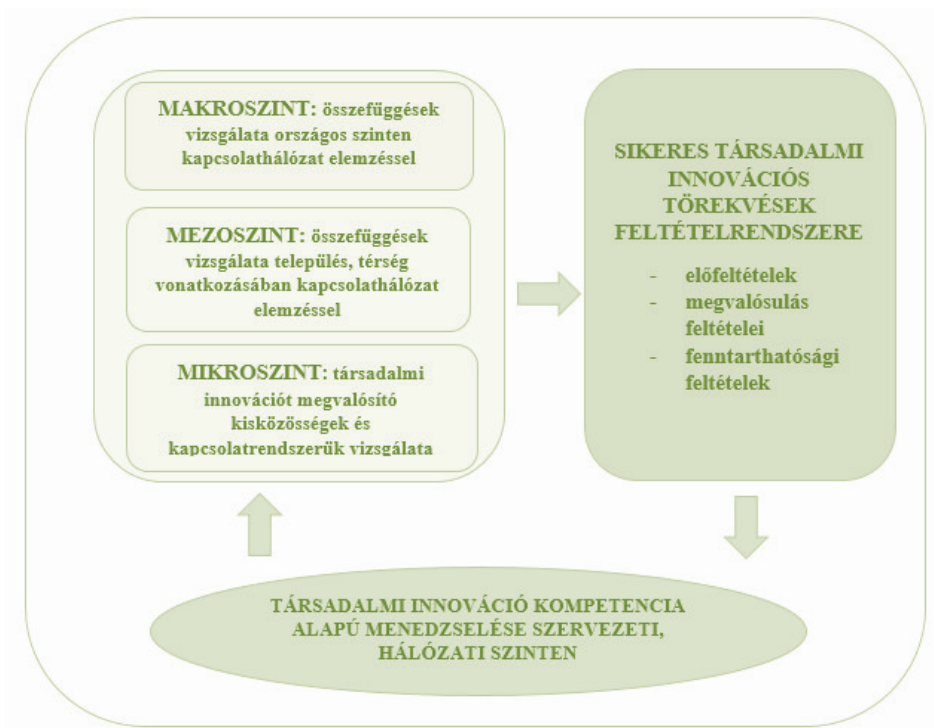 MAKROSZINT: összefüggések
vizsgálata országos szinten
kapcsolathálózat elemzéssel
MEZOSZINT: összefüggések
vizsgálata település, térség
vonatkozásában kapcsolathálózat
elemzéssel
MIKROSZINT: társadalmi
innovációt megvalósító
kisközösségek és
kapcsolatrendszerük vizsgálata
SIKERES TÁRSADALMI
INNOVÁCIÓS
TÖREKVÉSEK
FELTÉTELRENDSZERE
- előfeltételek
- megvalósulás
feltételei
- fenntarthatósági
feltételek
TÁRSADALMI INNOVÁCIÓ KOMPETENCIA
ALAPÚ MENEDZSELÉSE SZERVEZETI,
HÁLÓZATI SZINTEN